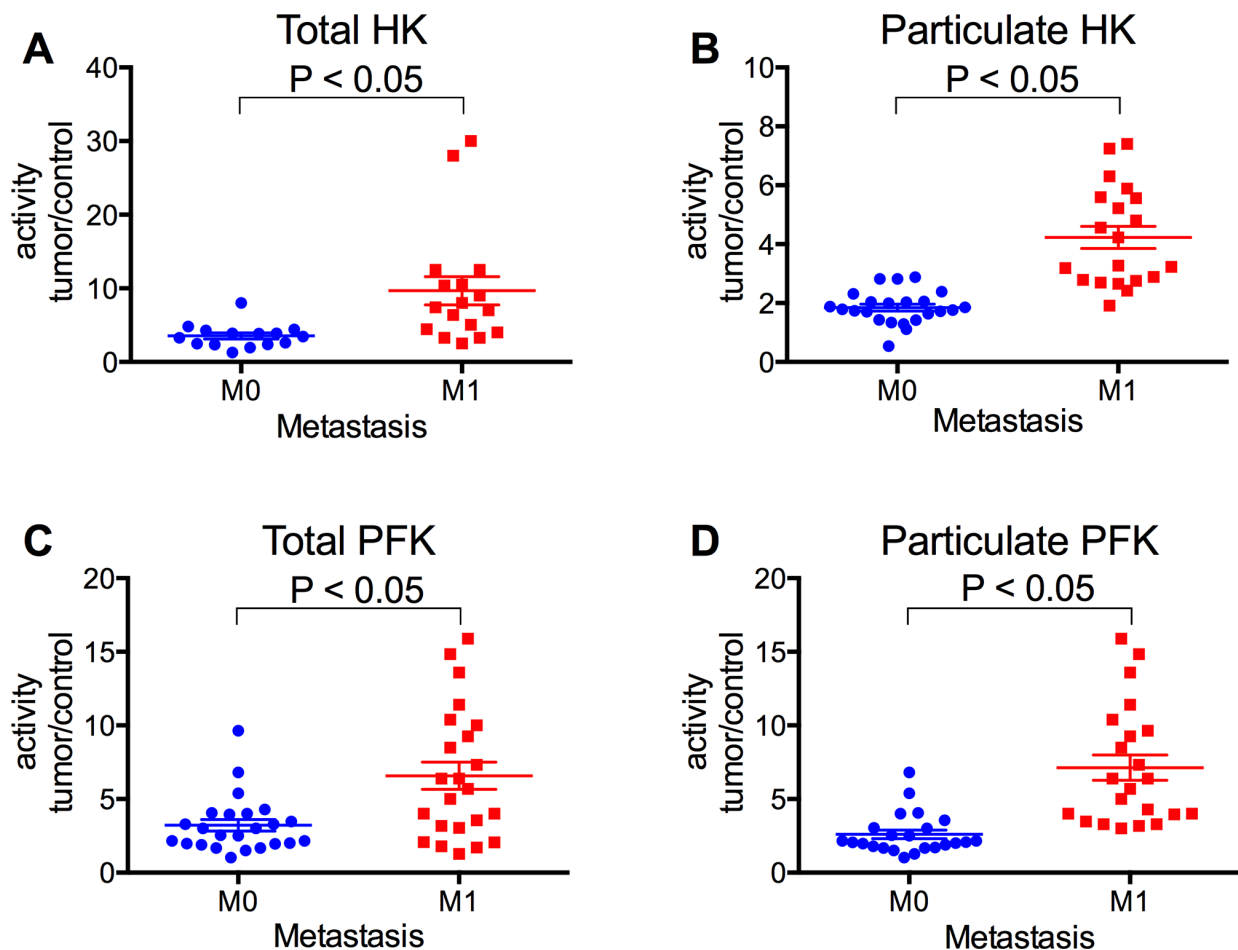 A
Total HK
P < 0.05
activity
tumor/control
40
30
20
10
0
M0
M1
Metastasis
B
Particulate HK
P < 0.05
activity
tumor/control
10
8
6
4
2
0
M0
M1
Metastasis
C
Total PFK
P < 0.05
activity
tumor/control
20
15
10
5
0
M0
M1
Metastasis
D
Particulate PFK
P < 0.05
activity
tumor/control
20
15
10
5
0
M0
M1
Metastasis